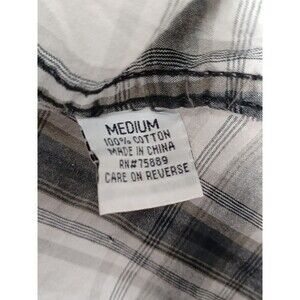 MEDIUM
100% COTTON
MADE IN CHINA
RN#75889
CARE ON REVERSE